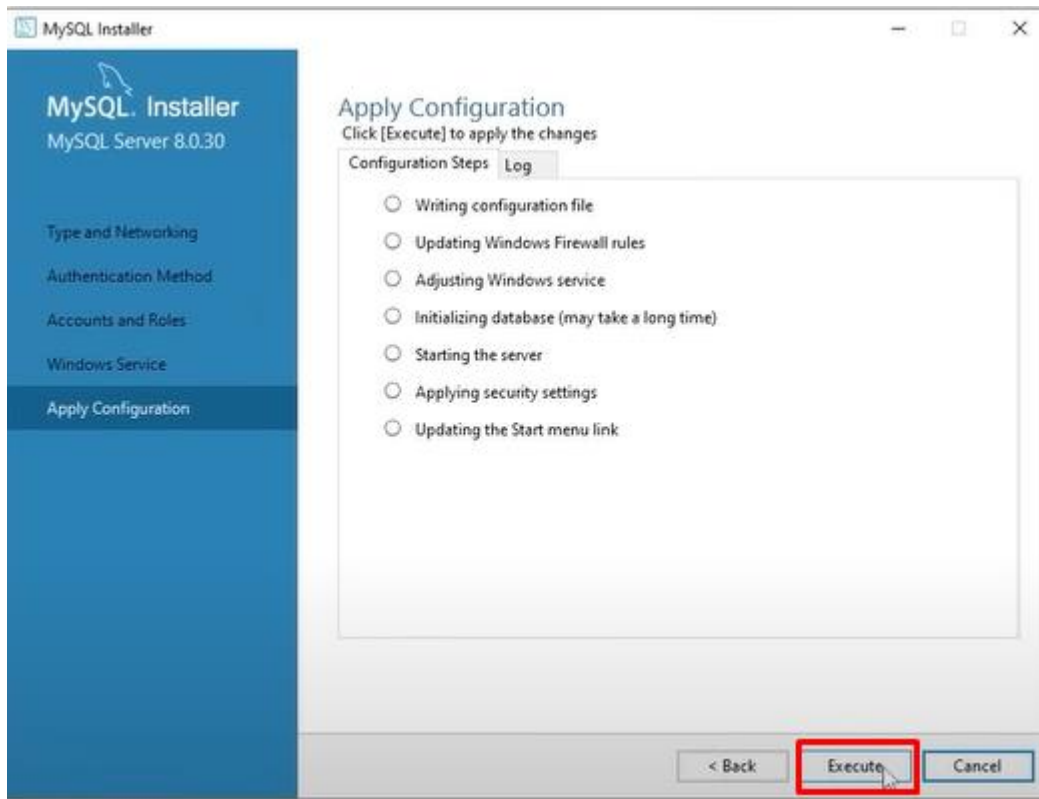 MySQL Installer
MySQL. Installer
MySQL Server 8.0.30
Type and Networking
Authentication Method
Accounts and Roles
Windows Service
Apply Configuration
Apply Configuration
Click [Execute] to apply the changes
Configuration Steps Log
Writing configuration file
Updating Windows Firewall rules
Adjusting Windows service
Initializing database (may take a long time)
Starting the server
Applying security settings
Updating the Start menu link
< Back Execute Cancel